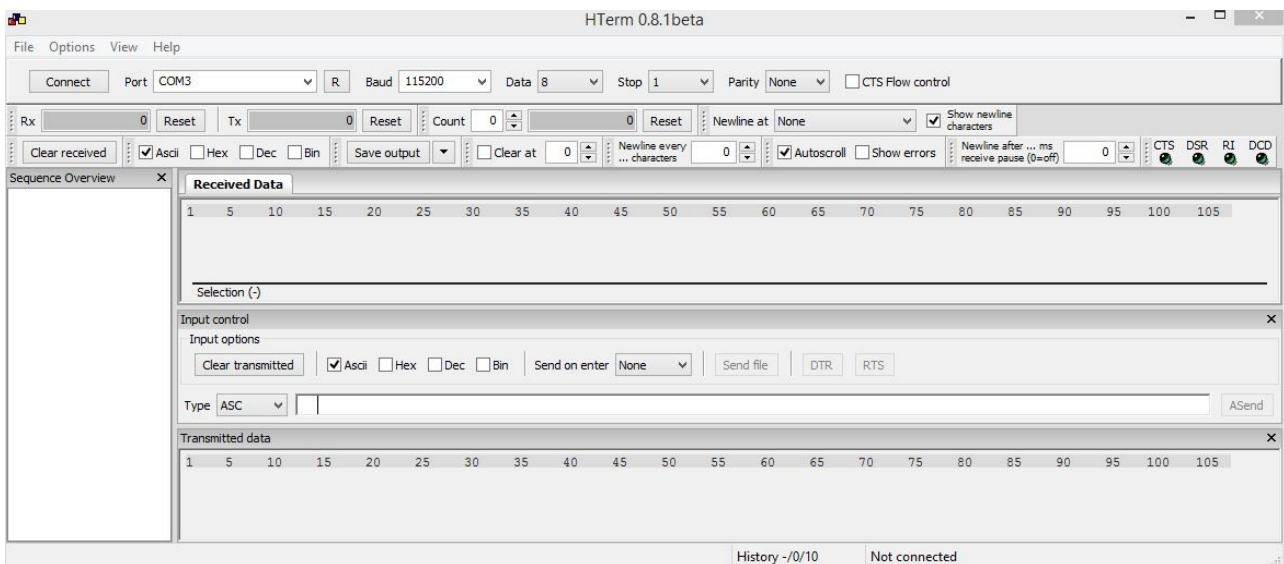 HTerm 0.8.1beta
File Options View Help
Connect Port COM3 R Baud 115200 Data 8 Stop 1 Parity None CTS Flow control
Rx 0 Reset Tx 0 Reset Count 0 0 Reset Newline at None Show newline characters
Clear received Ascii Hex Dec Bin Save output Clear at 0 Newline every ... characters 0 Autoscroll Show errors Newline after ... ms receive pause (0=off) 0 CTS DSR RI DCD
Sequence Overview x
Received Data
1 5 10 15 20 25 30 35 40 45 50 55 60 65 70 75 80 85 90 95 100 105
Selection (-)
Input control x
Input options
Clear transmitted Ascii Hex Dec Bin Send on enter None Send file DTR RTS
Type ASC ASend
Transmitted data x
1 5 10 15 20 25 30 35 40 45 50 55 60 65 70 75 80 85 90 95 100 105
History -/0/10 Not connected